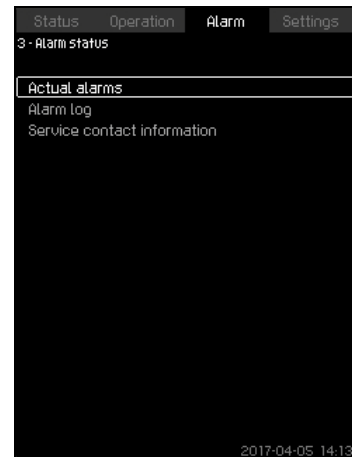 Status Operation Alarm Settings
3 - Alarm status
Actual alarms
Alarm log
Service contact information
2017-04-05 14:13